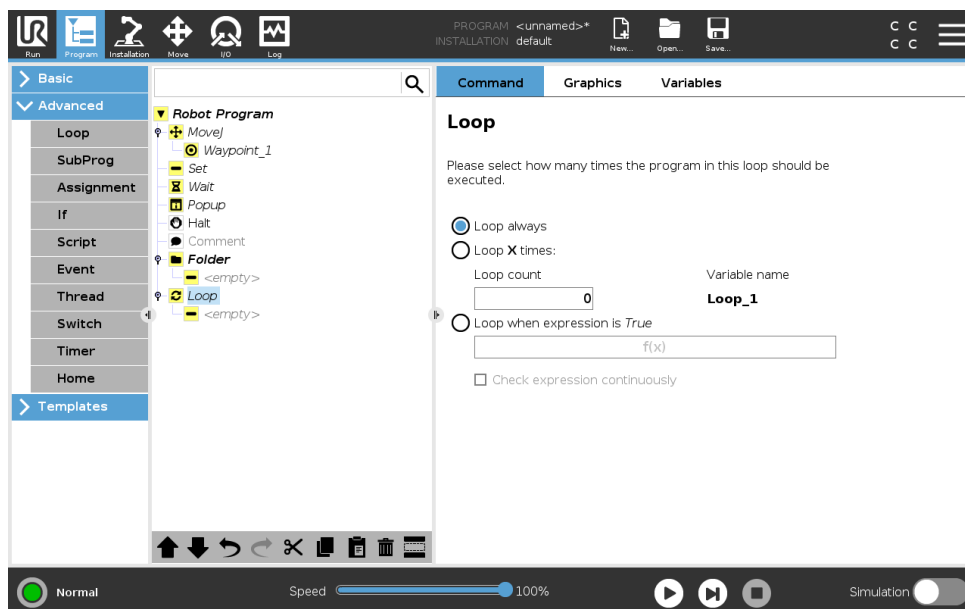 PROGRAM <unnamed>*
INSTALLATION default
UR
Run
Program
Installation
Move
I/O
Log
New...
Open...
Save...
C C
C C
Basic
Advanced
Loop
SubProg
Assignment
If
Script
Event
Thread
Switch
Timer
Home
Templates
Robot Program
MoveJ
Waypoint_1
Set
Wait
Popup
Halt
Comment
Folder
<empty>
Loop
<empty>
Command Graphics Variables
Loop
Please select how many times the program in this loop should be
executed.
Loop always
Loop X times:
Loop count Variable name
0 Loop_1
Loop when expression is True
f(x)
Check expression continuously
Normal
Speed 100%
Simulation